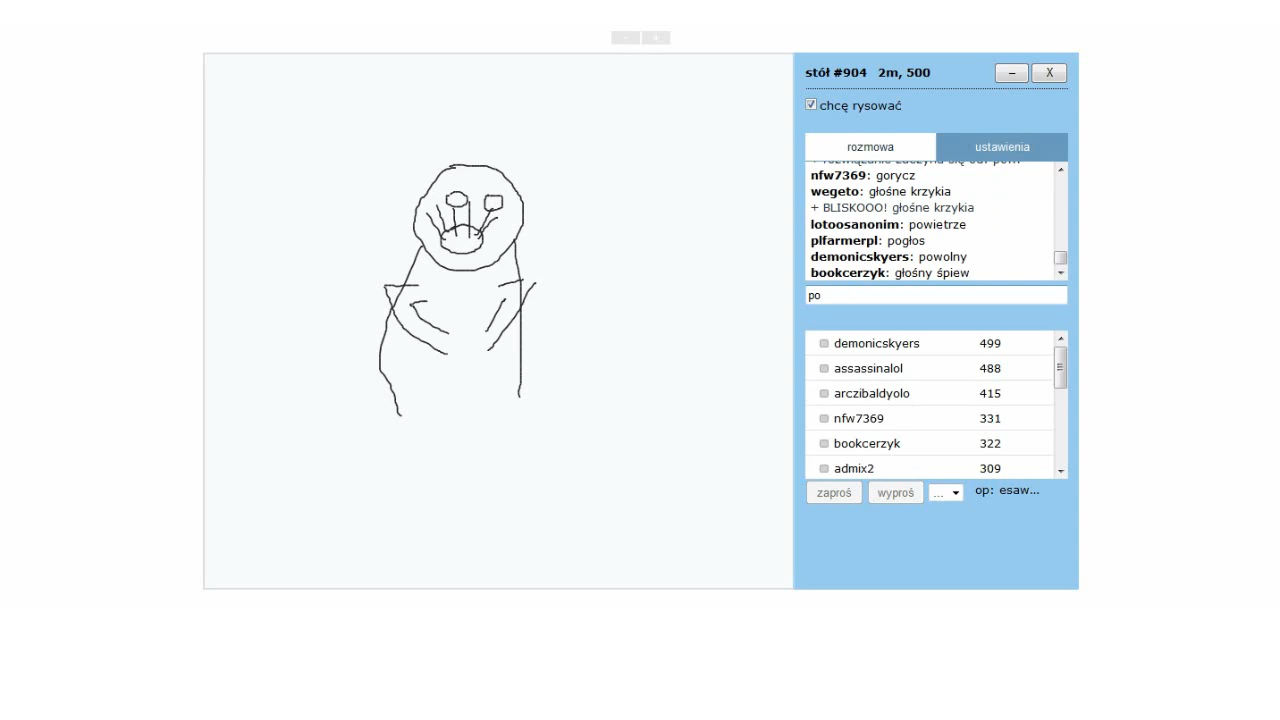 stół #904 2m, 500
– X
chcę rysować
rozmowa ustawienia
nfw7369: gorycz
wegeto: głośne krzykia
+ BLISKOOO! głośne krzykia
lotoosanonim: powietrze
plfarmerpl: pogłos
demonicskyers: powolny
bookcerzyk: głośny śpiew
po
demonicskyers 499
assassinalol 488
arczibaldyolo 415
nfw7369 331
bookcerzyk 322
admix2 309
zaproś wyproś ... op: esaw...